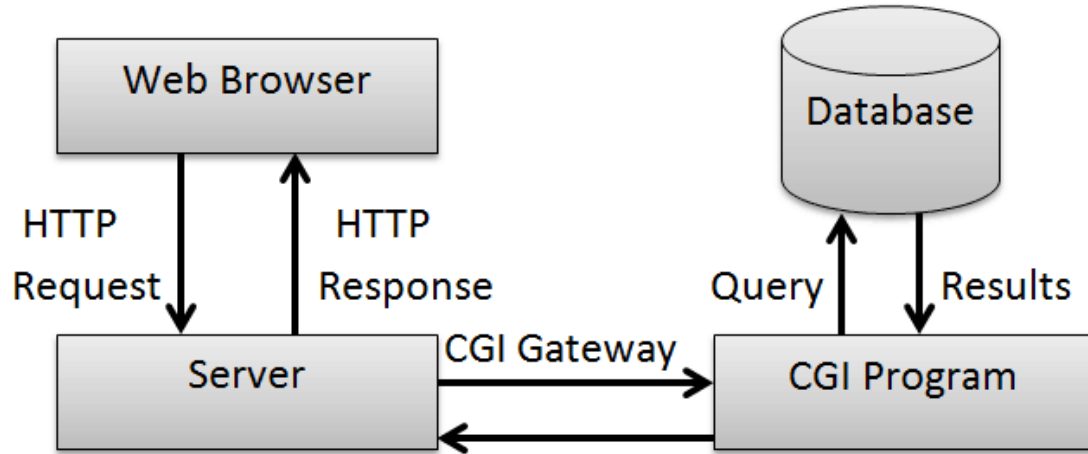 Web Browser
Database
HTTP
Request
HTTP
Response
Query
Results
Server
CGI Gateway
CGI Program